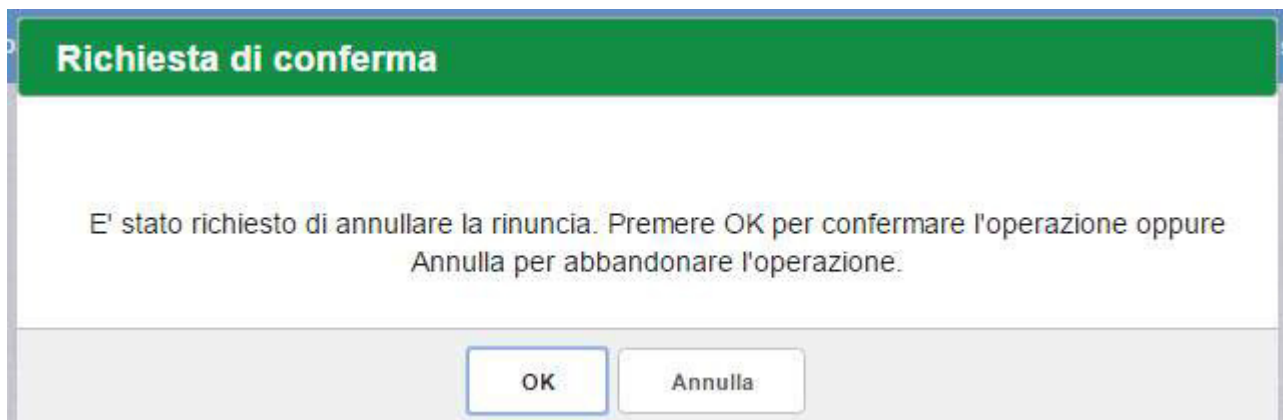 Richiesta di conferma
E' stato richiesto di annullare la rinuncia. Premere OK per confermare l'operazione oppure
Annulla per abbandonare l'operazione.
OK
Annulla